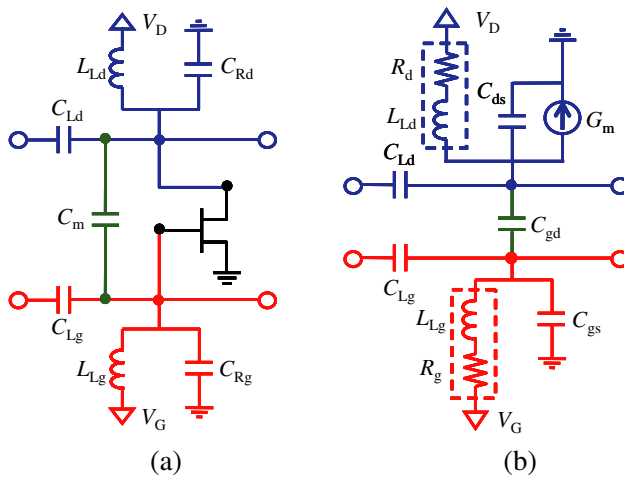 V_D
L_Ld
C_Rd
C_Ld
C_m
C_Lg
L_Lg
C_Rg
V_G
(a)
V_D
R_d
L_Ld
C_ds
G_m
C_Ld
C_gd
C_Lg
L_Lg
C_gs
R_g
V_G
(b)